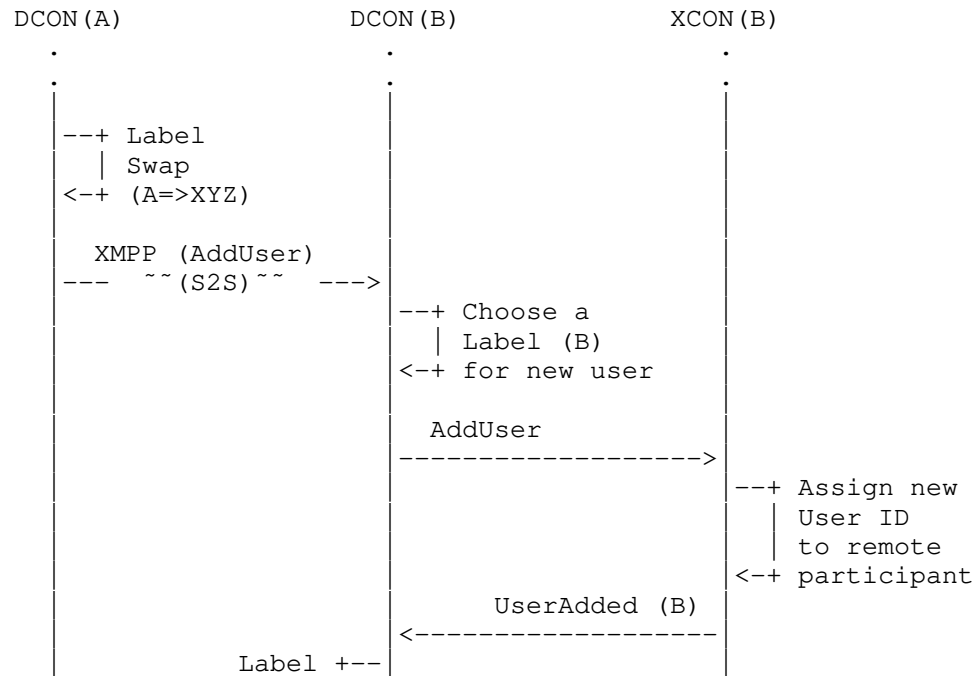 DCON(A)                 DCON(B)              XCON(B)
--+ Label
| Swap
<-+ (A=>XYZ)
XMPP (AddUser)
--- ~~(S2S)~~ --->
--+ Choose a
| Label (B)
<-+ for new user
AddUser
------------------->
--+ Assign new
| User ID
| to remote
<-+ participant
UserAdded (B)
<-------------------
Label +--